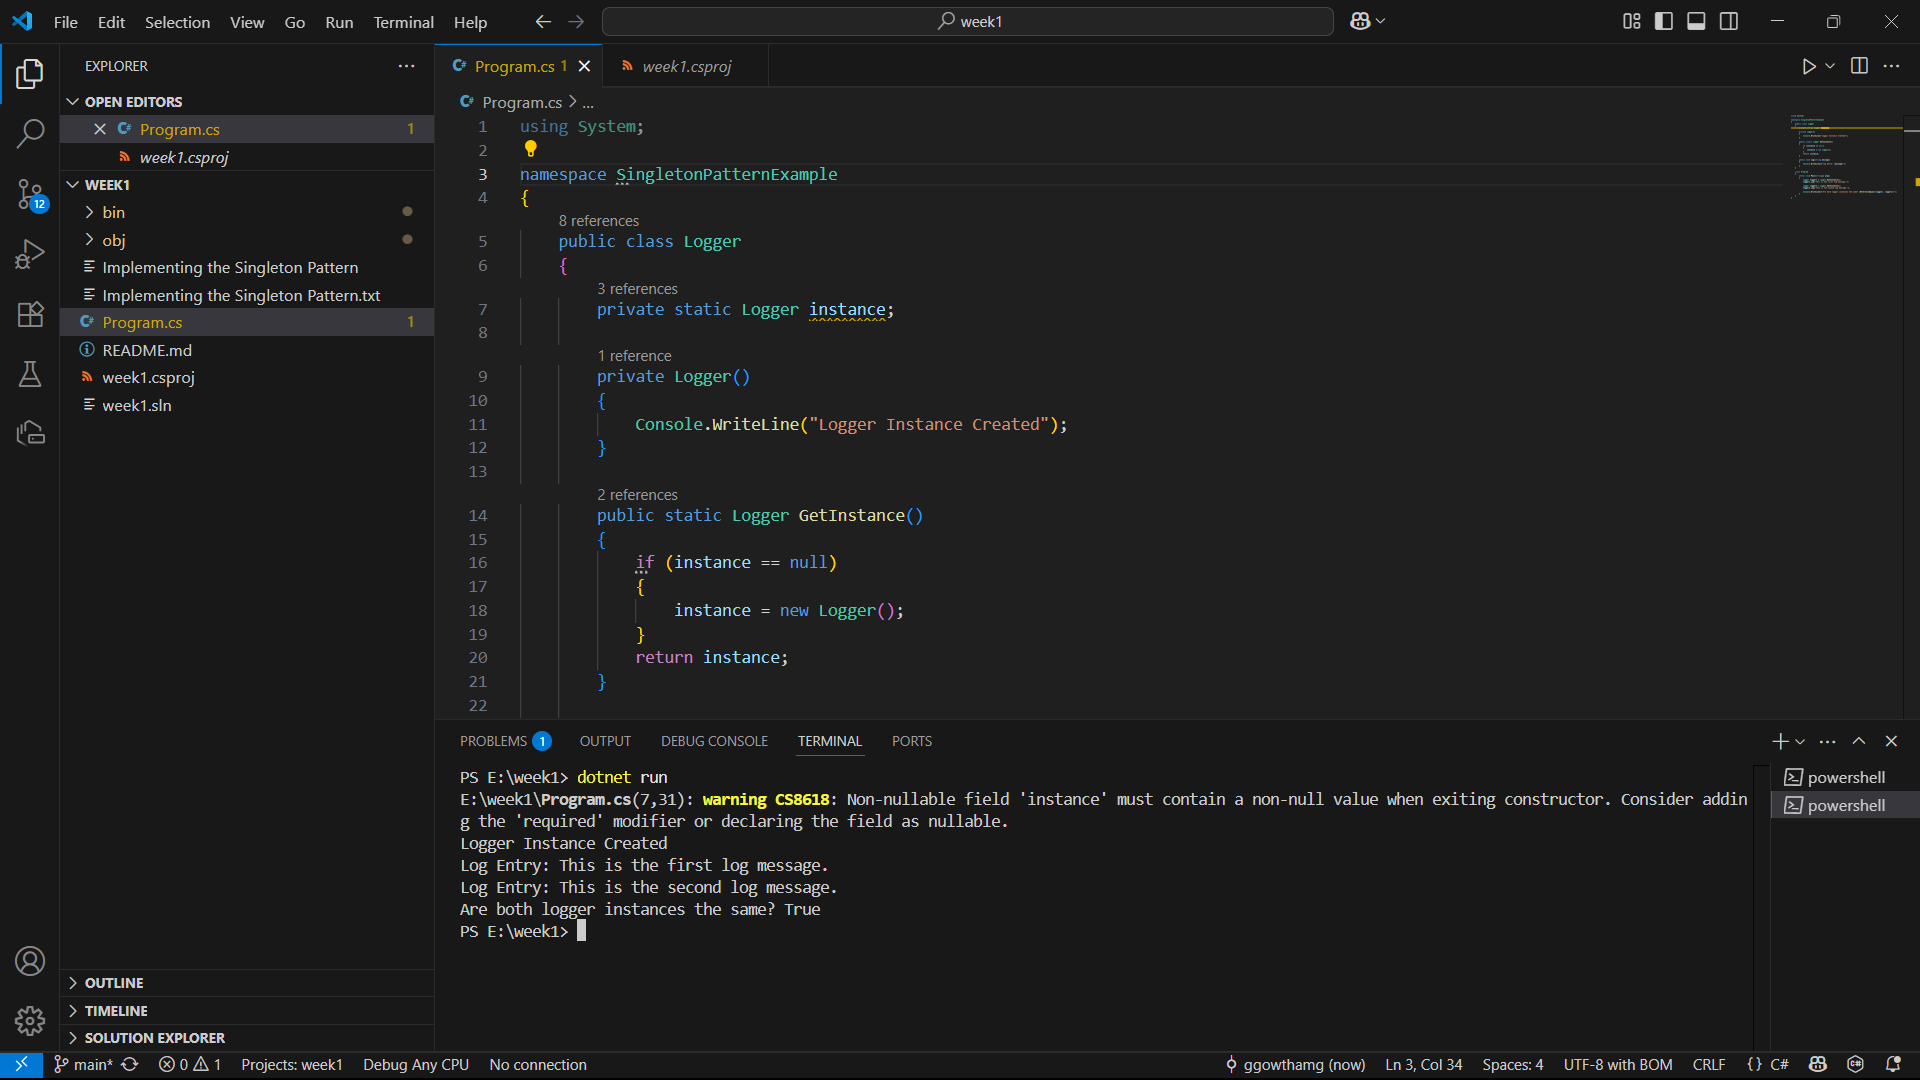 File Edit Selection View Go Run Terminal Help week1
EXPLORER
OPEN EDITORS
Program.cs 1
week1.csproj
WEEK1
bin
obj
Implementing the Singleton Pattern
Implementing the Singleton Pattern.txt
Program.cs 1
README.md
week1.csproj
week1.sln
12
OUTLINE
TIMELINE
SOLUTION EXPLORER
Program.cs 1 week1.csproj
Program.cs > ...
1 using System;
2
3 namespace SingletonPatternExample
4 {
8 references
5 public class Logger
6 {
3 references
7 private static Logger instance;
8
1 reference
9 private Logger()
10 {
11 Console.WriteLine("Logger Instance Created");
12 }
13
2 references
14 public static Logger GetInstance()
15 {
16 if (instance == null)
17 {
18 instance = new Logger();
19 }
20 return instance;
21 }
22
PROBLEMS 1 OUTPUT DEBUG CONSOLE TERMINAL PORTS
PS E:\week1> dotnet run
E:\week1\Program.cs(7,31): warning CS8618: Non-nullable field 'instance' must contain a non-null value when exiting constructor. Consider addin
g the 'required' modifier or declaring the field as nullable.
Logger Instance Created
Log Entry: This is the first log message.
Log Entry: This is the second log message.
Are both logger instances the same? True
PS E:\week1>
powershell
powershell
main* 0 1 Projects: week1 Debug Any CPU No connection ggowthamg (now) Ln 3, Col 34 Spaces: 4 UTF-8 with BOM CRLF {} C#